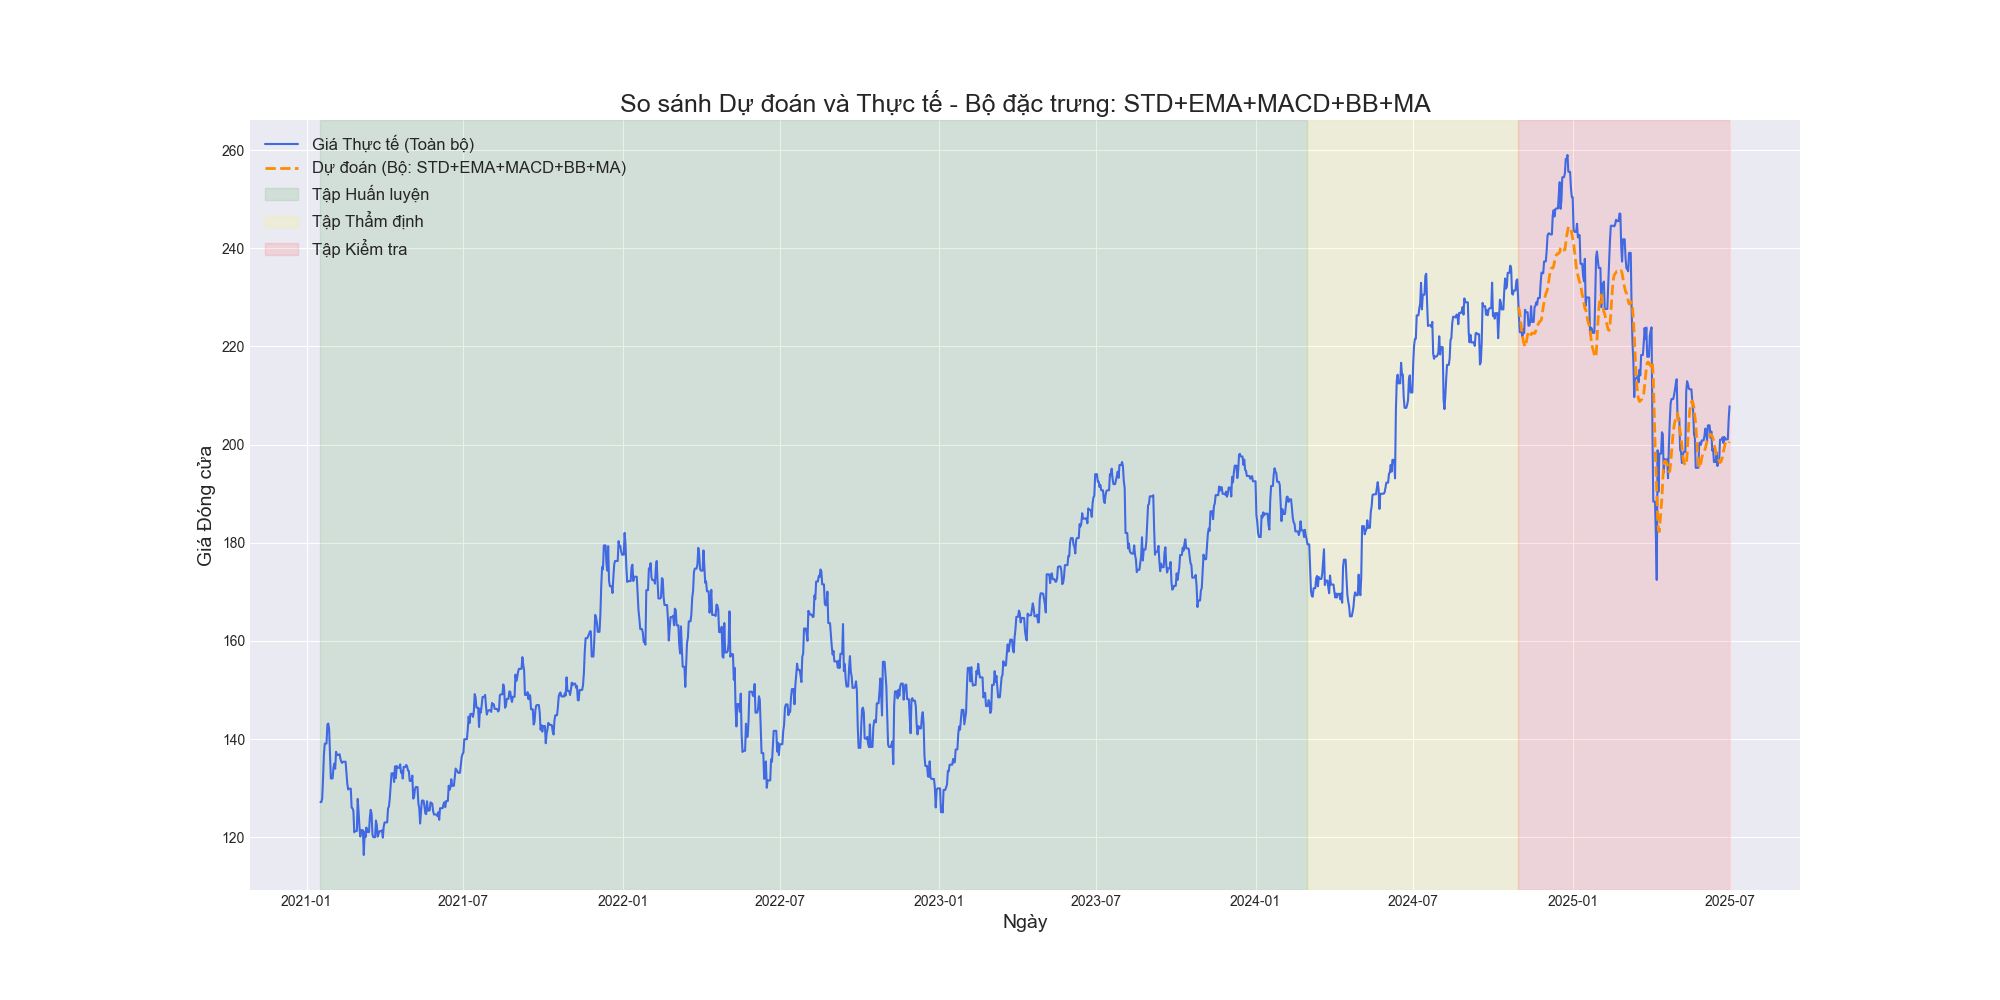 So sánh Dự đoán và Thực tế - Bộ đặc trưng: STD+EMA+MACD+BB+MA
Giá Thực tế (Toàn bộ)
Dự đoán (Bộ: STD+EMA+MACD+BB+MA)
Tập Huấn luyện
Tập Thẩm định
Tập Kiểm tra
Giá Đóng cửa
260
240
220
200
180
160
140
120
2021-01 2021-07 2022-01 2022-07 2023-01 2023-07 2024-01 2024-07 2025-01 2025-07
Ngày